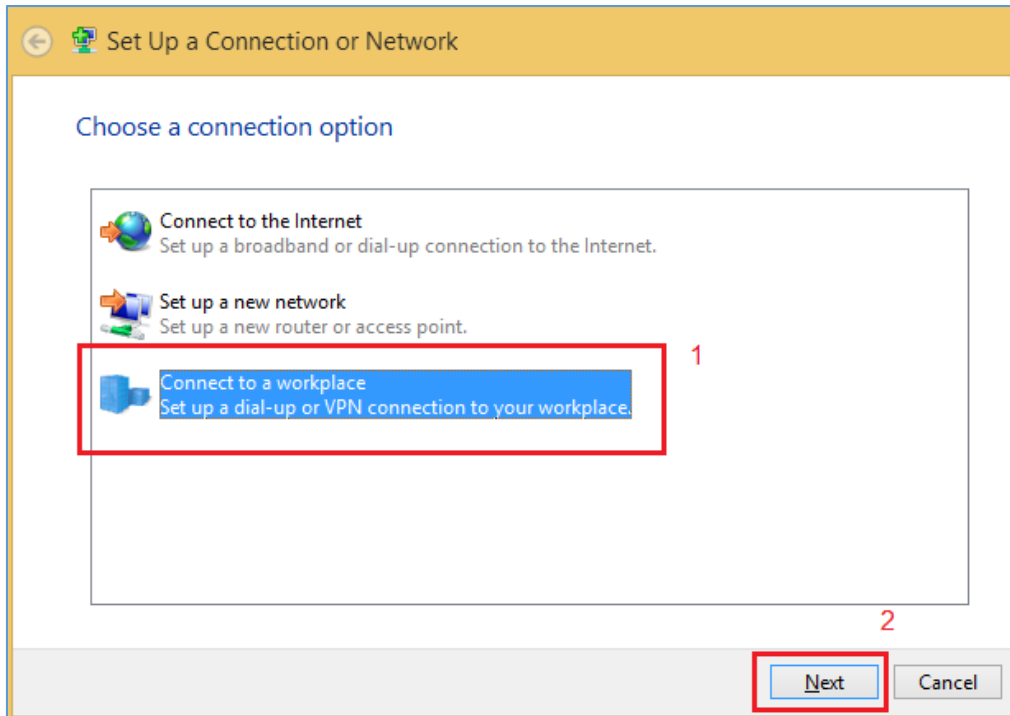 Set Up a Connection or Network
Choose a connection option
Connect to the Internet
Set up a broadband or dial-up connection to the Internet.
Set up a new network
Set up a new router or access point.
1
Connect to a workplace
Set up a dial-up or VPN connection to your workplace.
2
Next
Cancel